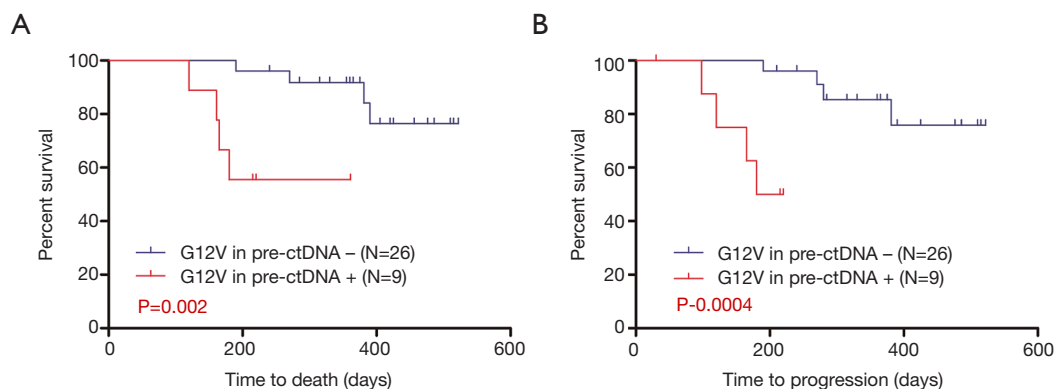 A
Percent survival
100
80
60
40
20
0
G12V in pre-ctDNA – (N=26)
G12V in pre-ctDNA + (N=9)
P=0.002
0 200 400 600
Time to death (days)
B
Percent survival
100
80
60
40
20
0
G12V in pre-ctDNA – (N=26)
G12V in pre-ctDNA + (N=9)
P-0.0004
0 200 400 600
Time to progression (days)